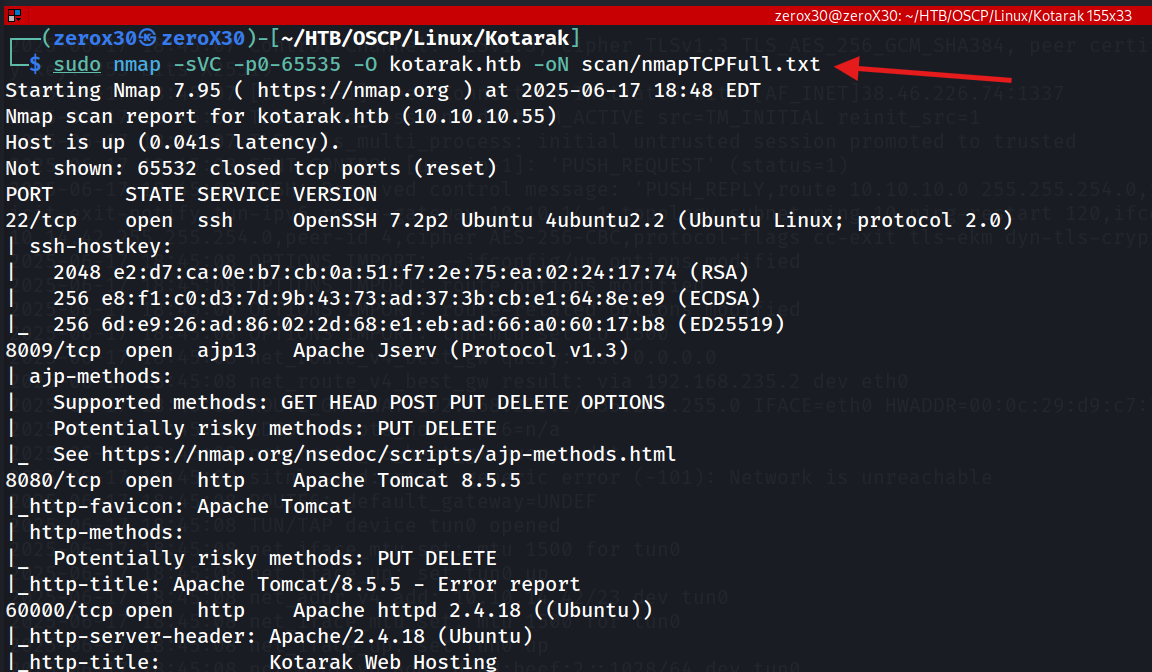 zerox30@zeroX30: ~/HTB/OSCP/Linux/Kotarak 155x33
┌──(zerox30㉿zeroX30)-[~/HTB/OSCP/Linux/Kotarak]
└─$ sudo nmap -sVC -p0-65535 -O kotarak.htb -oN scan/nmapTCPFull.txt
Starting Nmap 7.95 ( https://nmap.org ) at 2025-06-17 18:48 EDT
Nmap scan report for kotarak.htb (10.10.10.55)
Host is up (0.041s latency).
Not shown: 65532 closed tcp ports (reset)
PORT      STATE SERVICE VERSION
22/tcp    open  ssh     OpenSSH 7.2p2 Ubuntu 4ubuntu2.2 (Ubuntu Linux; protocol 2.0)
| ssh-hostkey:
|   2048 e2:d7:ca:0e:b7:cb:0a:51:f7:2e:75:ea:02:24:17:74 (RSA)
|   256 e8:f1:c0:d3:7d:9b:43:73:ad:37:3b:cb:e1:64:8e:e9 (ECDSA)
|_  256 6d:e9:26:ad:86:02:2d:68:e1:eb:ad:66:a0:60:17:b8 (ED25519)
8009/tcp  open  ajp13   Apache Jserv (Protocol v1.3)
| ajp-methods:
|   Supported methods: GET HEAD POST PUT DELETE OPTIONS
|   Potentially risky methods: PUT DELETE
|_  See https://nmap.org/nsedoc/scripts/ajp-methods.html
8080/tcp  open  http    Apache Tomcat 8.5.5
|_http-favicon: Apache Tomcat
| http-methods:
|_  Potentially risky methods: PUT DELETE
|_http-title: Apache Tomcat/8.5.5 - Error report
60000/tcp open  http    Apache httpd 2.4.18 ((Ubuntu))
|_http-server-header: Apache/2.4.18 (Ubuntu)
|_http-title:         Kotarak Web Hosting